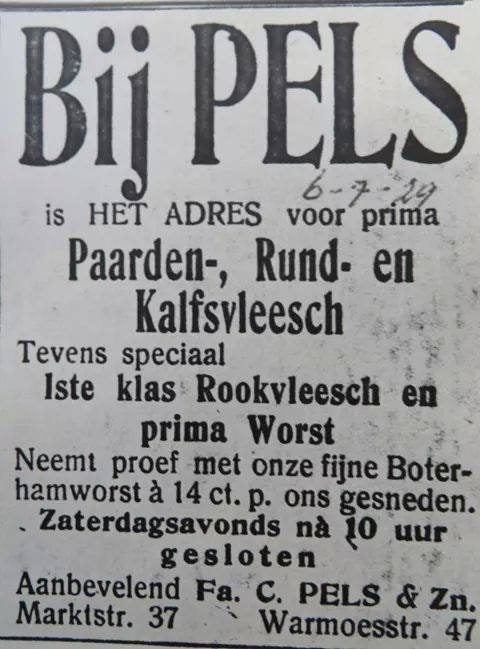 Bij PELS
6-7-29
is HET ADRES voor prima
Paarden-, Rund- en
Kalfsvleesch
Tevens speciaal
1ste klas Rookvleesch en
prima Worst
Neemt proef met onze fijne Boter-
hamworst à 14 ct. p. ons gesneden.
Zaterdagsavonds nà 10 uur
gesloten
Aanbevelend Fa. C. PELS & Zn.
Marktstr. 37 Warmoesstr. 47